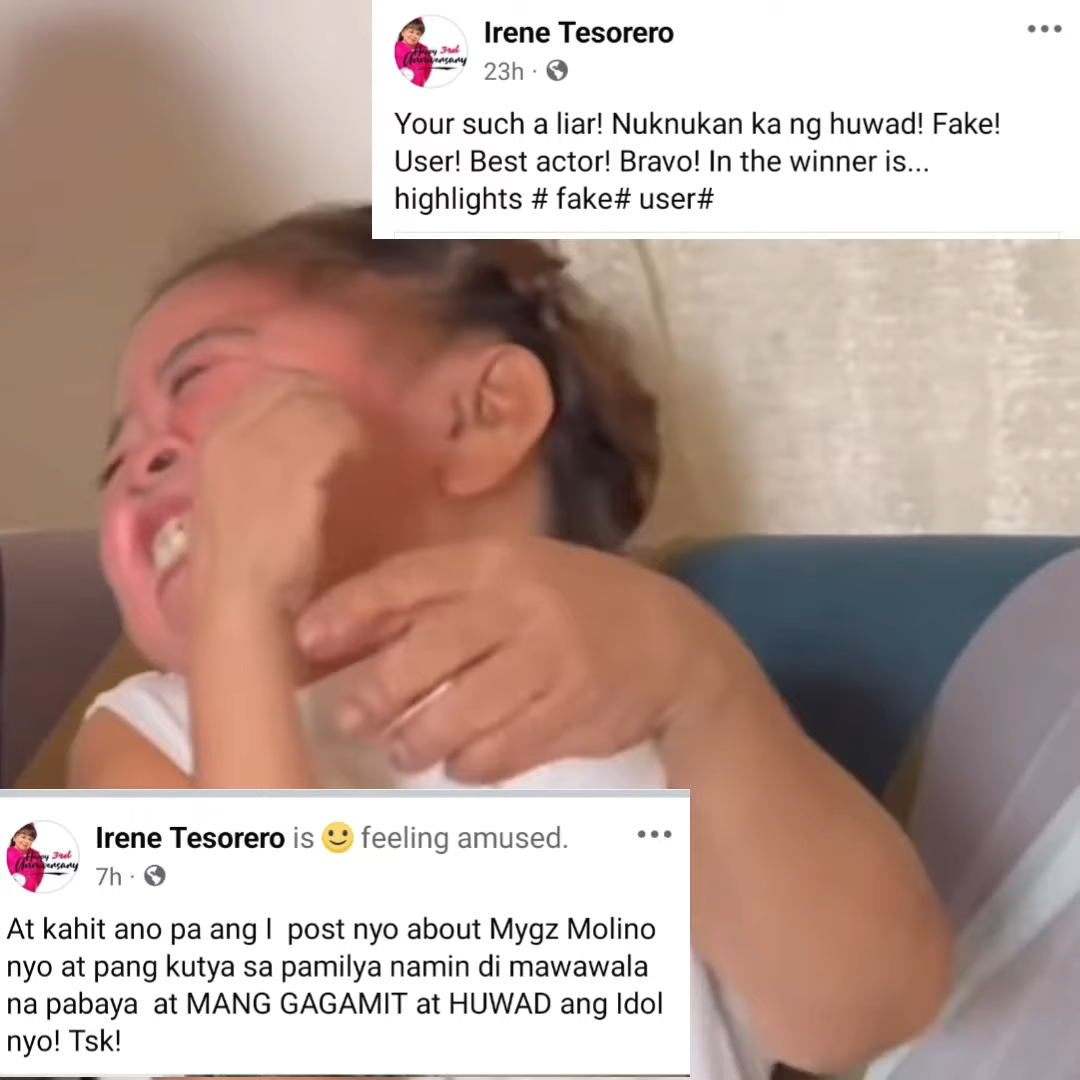 Irene Tesorero
23h
Your such a liar! Nuknukan ka ng huwad! Fake!
User! Best actor! Bravo! In the winner is...
highlights # fake# user#
Irene Tesorero is 🙂 feeling amused.
7h
At kahit ano pa ang I post nyo about Mygz Molino
nyo at pang kutya sa pamilya namin di mawawala
na pabaya at MANG GAGAMIT at HUWAD ang Idol
nyo! Tsk!
Happy 3rd
Anniversary